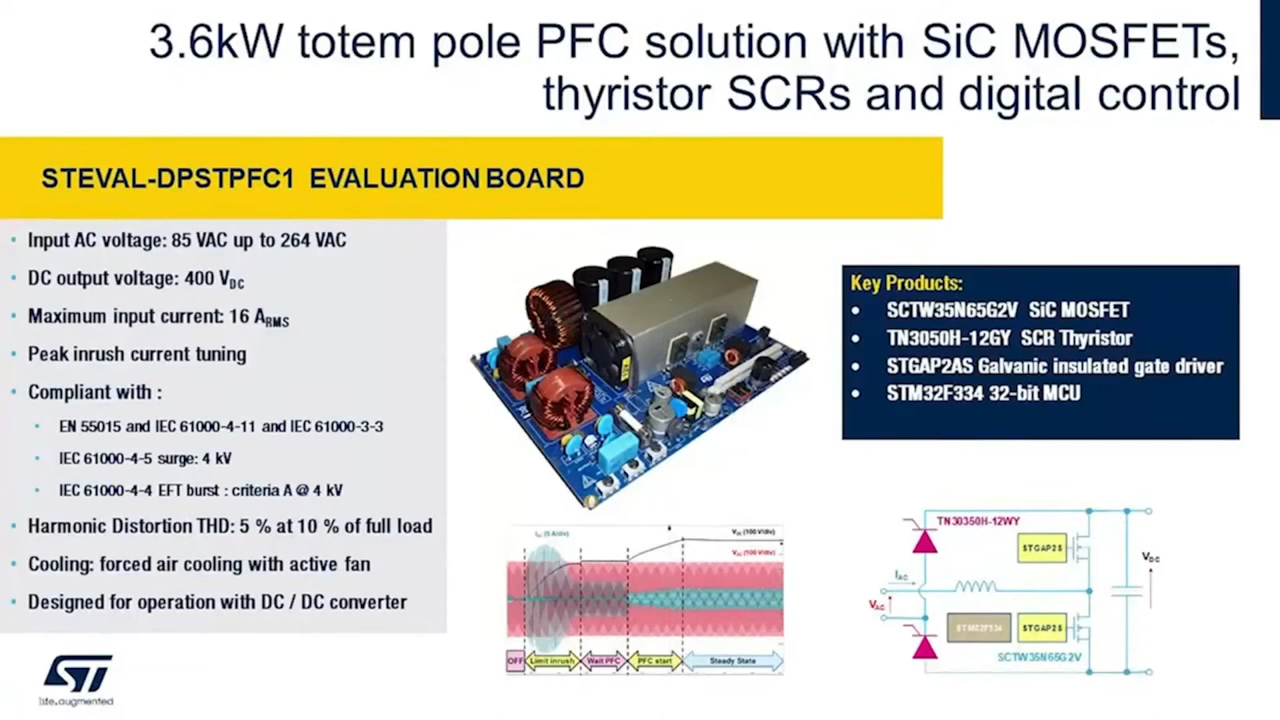 3.6kW totem pole PFC solution with SiC MOSFETs,
thyristor SCRs and digital control
STEVAL-DPSTPFC1 EVALUATION BOARD
• Input AC voltage: 85 VAC up to 264 VAC
• DC output voltage: 400 VDC
• Maximum input current: 16 ARMS
• Peak inrush current tuning
• Compliant with :
• EN 55015 and IEC 61000-4-11 and IEC 61000-3-3
• IEC 61000-4-5 surge: 4 kV
• IEC 61000-4-4 EFT burst : criteria A @ 4 kV
• Harmonic Distortion THD: 5 % at 10 % of full load
• Cooling: forced air cooling with active fan
• Designed for operation with DC / DC converter
Key Products:
• SCTW35N65G2V SiC MOSFET
• TN3050H-12GY SCR Thyristor
• STGAP2AS Galvanic insulated gate driver
• STM32F334 32-bit MCU
VDC (100 V/div)
OFF
Limit inrush
Wait PFC
PFC start
Steady State
TN30350H-12WY
STGAP2S
IAC
VDC
VAC
STM32F334
STGAP2S
SCTW35N65G2V
ST
life.augmented